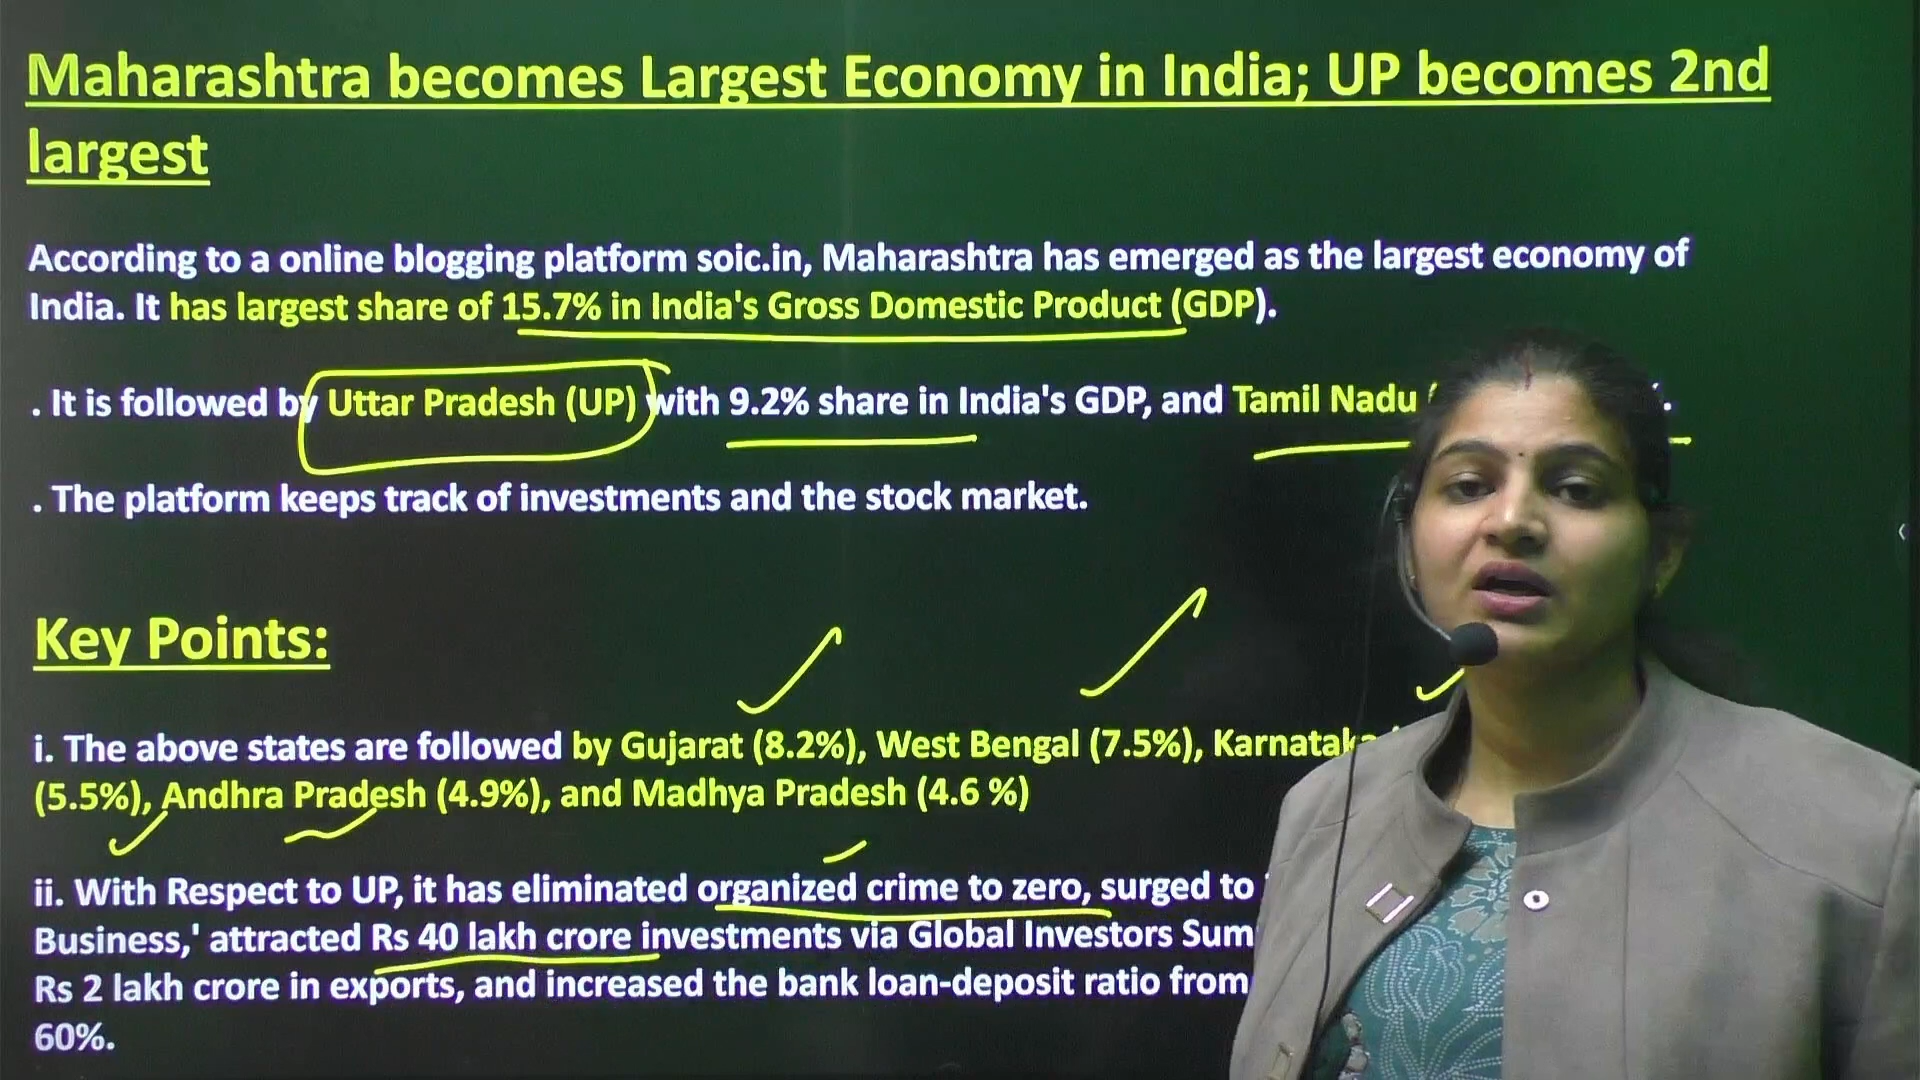 Maharashtra becomes Largest Economy in India; UP becomes 2nd
largest
According to a online blogging platform soic.in, Maharashtra has emerged as the largest economy of
India. It has largest share of 15.7% in India's Gross Domestic Product (GDP).
. It is followed by Uttar Pradesh (UP) with 9.2% share in India's GDP, and Tamil Nadu
. The platform keeps track of investments and the stock market.
Key Points:
i. The above states are followed by Gujarat (8.2%), West Bengal (7.5%), Karnataka
(5.5%), Andhra Pradesh (4.9%), and Madhya Pradesh (4.6 %)
ii. With Respect to UP, it has eliminated organized crime to zero, surged to
Business,' attracted Rs 40 lakh crore investments via Global Investors
Rs 2 lakh crore in exports, and increased the bank loan-deposit ratio from
60%.